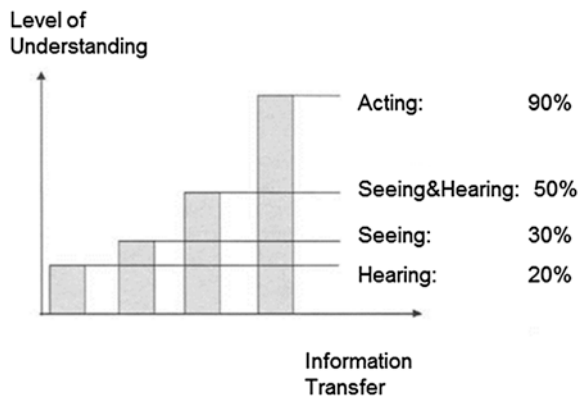 Level of
Understanding
Acting: 90%
Seeing&Hearing: 50%
Seeing: 30%
Hearing: 20%
Information
Transfer